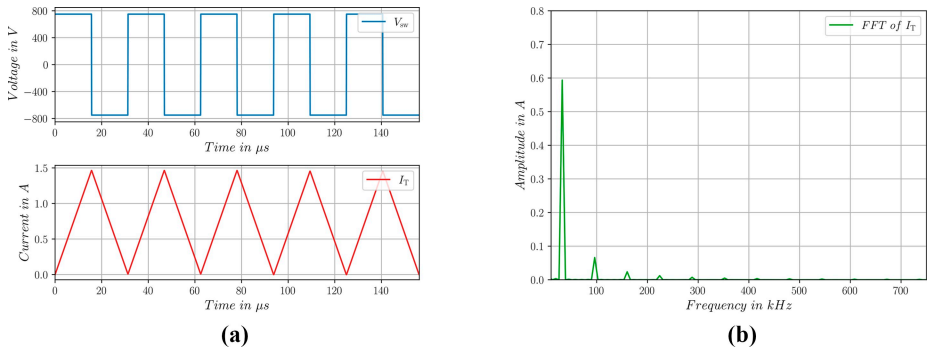 800
400
0
−400
−800
Voltage in V
V_sw
0 20 40 60 80 100 120 140
Time in µs
1.5
1.0
0.5
0.0
Current in A
I_T
0 20 40 60 80 100 120 140
Time in µs
(a)
0.8
0.7
0.6
0.5
0.4
0.3
0.2
0.1
0.0
Amplitude in A
FFT of I_T
100 200 300 400 500 600 700
Frequency in kHz
(b)